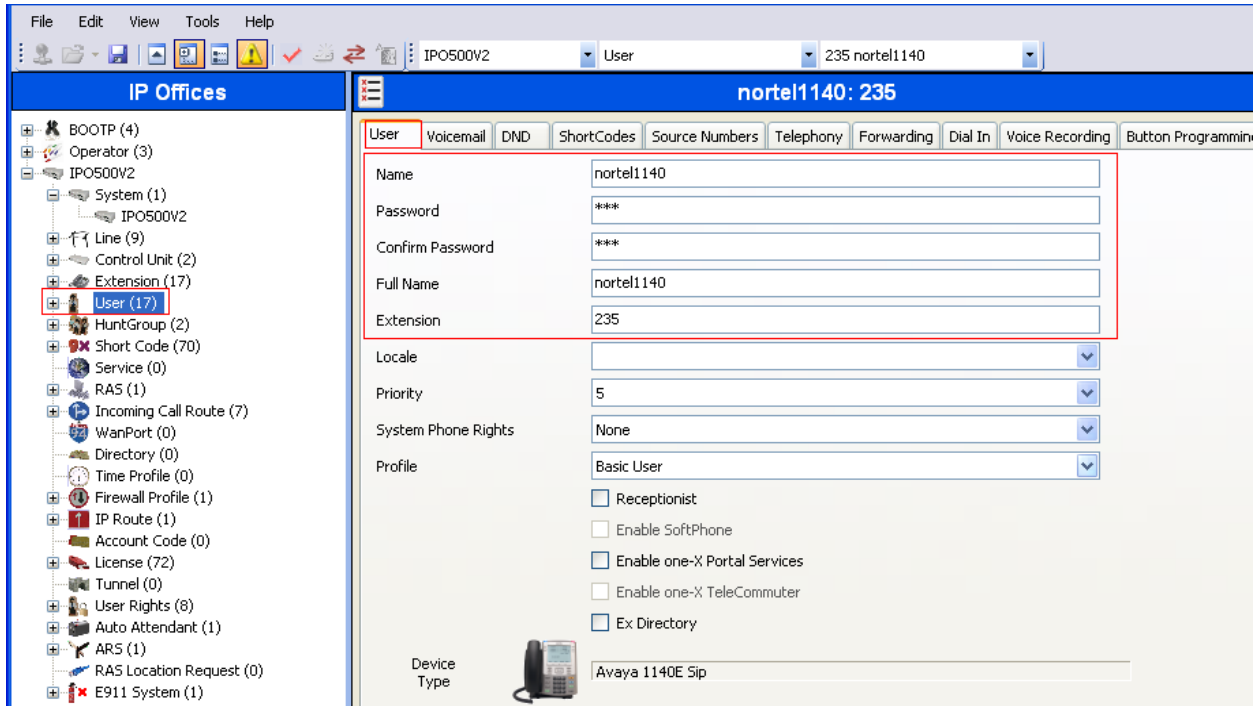 File Edit View Tools Help
IPO500V2 User 235 nortel1140
IP Offices
BOOTP (4)
Operator (3)
IPO500V2
System (1)
IPO500V2
Line (9)
Control Unit (2)
Extension (17)
User (17)
HuntGroup (2)
Short Code (70)
Service (0)
RAS (1)
Incoming Call Route (7)
WanPort (0)
Directory (0)
Time Profile (0)
Firewall Profile (1)
IP Route (1)
Account Code (0)
License (72)
Tunnel (0)
User Rights (8)
Auto Attendant (1)
ARS (1)
RAS Location Request (0)
E911 System (1)
nortel1140: 235
User Voicemail DND ShortCodes Source Numbers Telephony Forwarding Dial In Voice Recording Button Programmin
Name nortel1140
Password ***
Confirm Password ***
Full Name nortel1140
Extension 235
Locale
Priority 5
System Phone Rights None
Profile Basic User
Receptionist
Enable SoftPhone
Enable one-X Portal Services
Enable one-X TeleCommuter
Ex Directory
Device
Type Avaya 1140E Sip